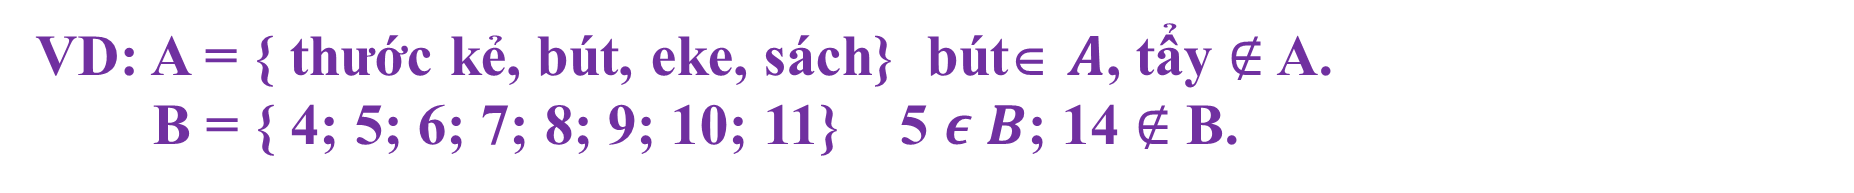 VD: A = { thước kẻ, bút, eke, sách} bút∈ A, tẩy ∉ A.
B = { 4; 5; 6; 7; 8; 9; 10; 11} 5 ϵ B; 14 ∉ B.